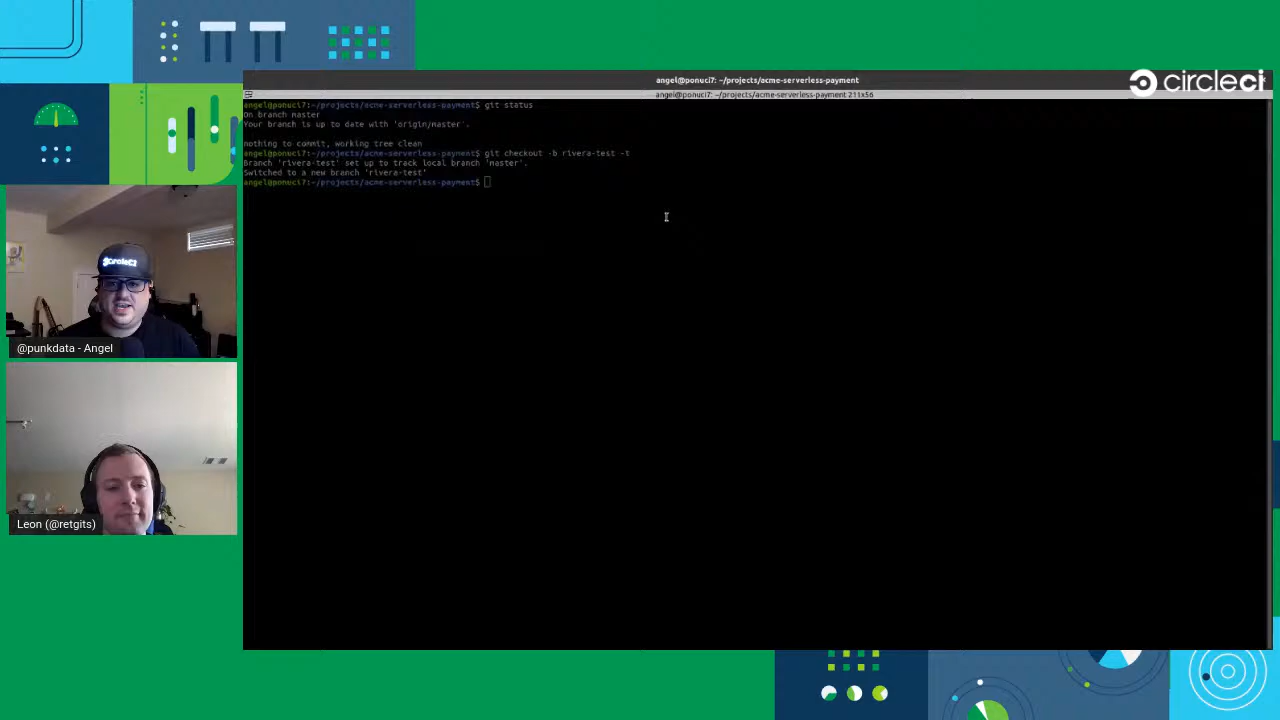 angel@ponuci7: ~/projects/acme-serverless-payment
circleci
angel@ponuci7: ~/projects/acme-serverless-payment 211x56
angel@ponuci7:~/projects/acme-serverless-payment$ git status
On branch master
Your branch is up to date with 'origin/master'.
nothing to commit, working tree clean
angel@ponuci7:~/projects/acme-serverless-payment$ git checkout -b rivera-test -t
Branch 'rivera-test' set up to track local branch 'master'.
Switched to a new branch 'rivera-test'
angel@ponuci7:~/projects/acme-serverless-payment$
circleci
@punkdata - Angel
Leon (@retgits)